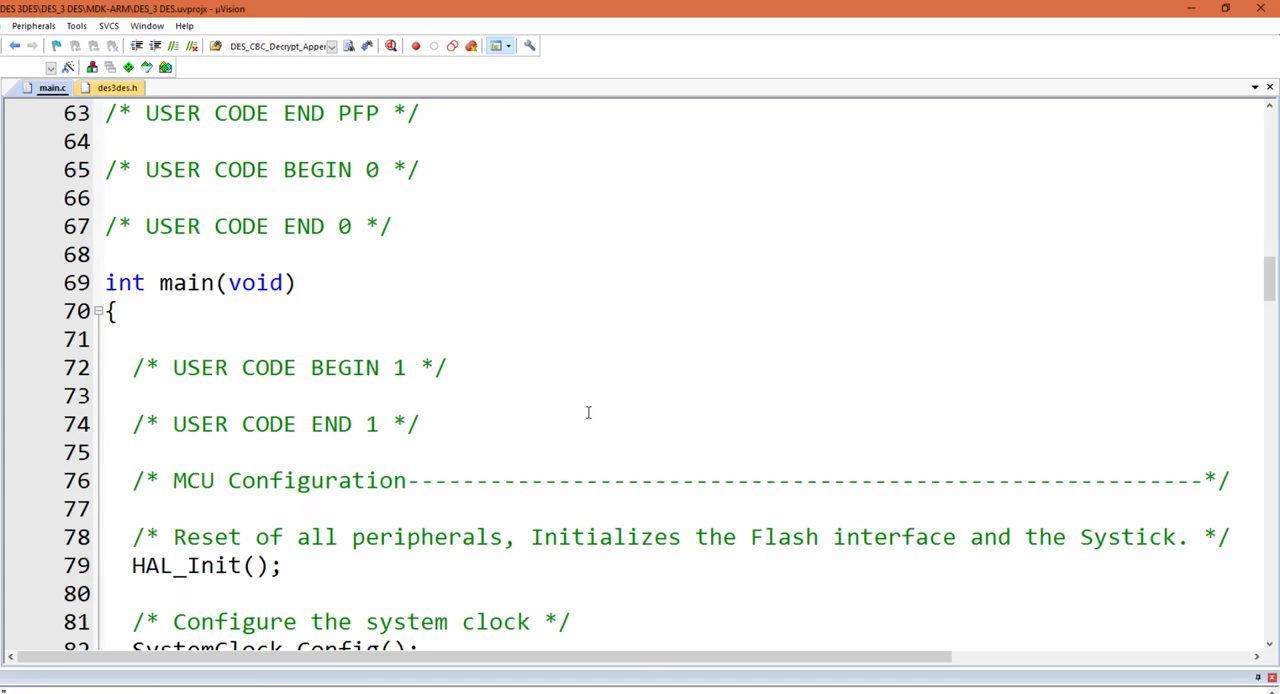 DES 3DES\DES_3 DES\MDK-ARM\DES_3 DES.uvprojx - µVision
Peripherals Tools SVCS Window Help
DES_CBC_Decrypt_Apper
main.c des3des.h
63 /* USER CODE END PFP */
64
65 /* USER CODE BEGIN 0 */
66
67 /* USER CODE END 0 */
68
69 int main(void)
70 {
71
72 /* USER CODE BEGIN 1 */
73
74 /* USER CODE END 1 */
75
76 /* MCU Configuration----------------------------------------------------------*/
77
78 /* Reset of all peripherals, Initializes the Flash interface and the Systick. */
79 HAL_Init();
80
81 /* Configure the system clock */
82 SystemClock_Config();